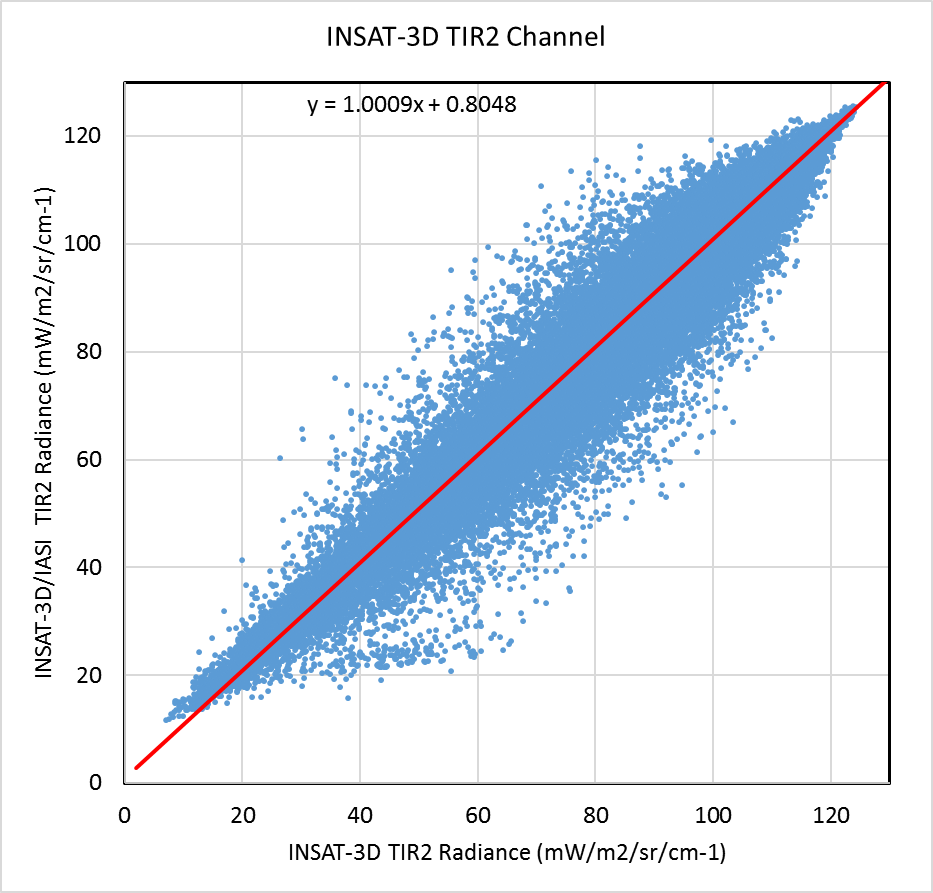 INSAT-3D TIR2 Channel
y = 1.0009x + 0.8048
INSAT-3D/IASI TIR2 Radiance (mW/m2/sr/cm-1)
120
100
80
60
40
20
0
0 20 40 60 80 100 120
INSAT-3D TIR2 Radiance (mW/m2/sr/cm-1)